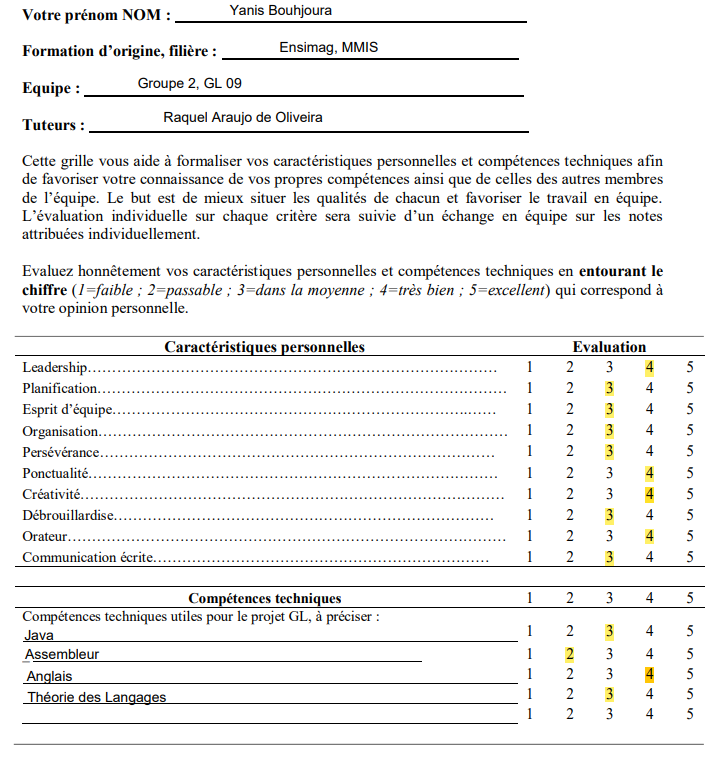 Votre prénom NOM : Yanis Bouhjoura
Formation d'origine, filière : Ensimag, MMIS
Equipe : Groupe 2, GL 09
Tuteurs : Raquel Araujo de Oliveira
Cette grille vous aide à formaliser vos caractéristiques personnelles et compétences techniques afin
de favoriser votre connaissance de vos propres compétences ainsi que de celles des autres membres
de l'équipe. Le but est de mieux situer les qualités de chacun et favoriser le travail en équipe.
L'évaluation individuelle sur chaque critère sera suivie d'un échange en équipe sur les notes
attribuées individuellement.
Evaluez honnêtement vos caractéristiques personnelles et compétences techniques en entourant le
chiffre (1=faible ; 2=passable ; 3=dans la moyenne ; 4=très bien ; 5=excellent) qui correspond à
votre opinion personnelle.
Caractéristiques personnelles Evaluation
Leadership 1 2 3 4 5
Planification 1 2 3 4 5
Esprit d'équipe 1 2 3 4 5
Organisation 1 2 3 4 5
Persévérance 1 2 3 4 5
Ponctualité 1 2 3 4 5
Créativité 1 2 3 4 5
Débrouillardise 1 2 3 4 5
Orateur 1 2 3 4 5
Communication écrite 1 2 3 4 5
Compétences techniques 1 2 3 4 5
Compétences techniques utiles pour le projet GL, à préciser :
Java 1 2 3 4 5
Assembleur 1 2 3 4 5
Anglais 1 2 3 4 5
Théorie des Langages 1 2 3 4 5
1 2 3 4 5